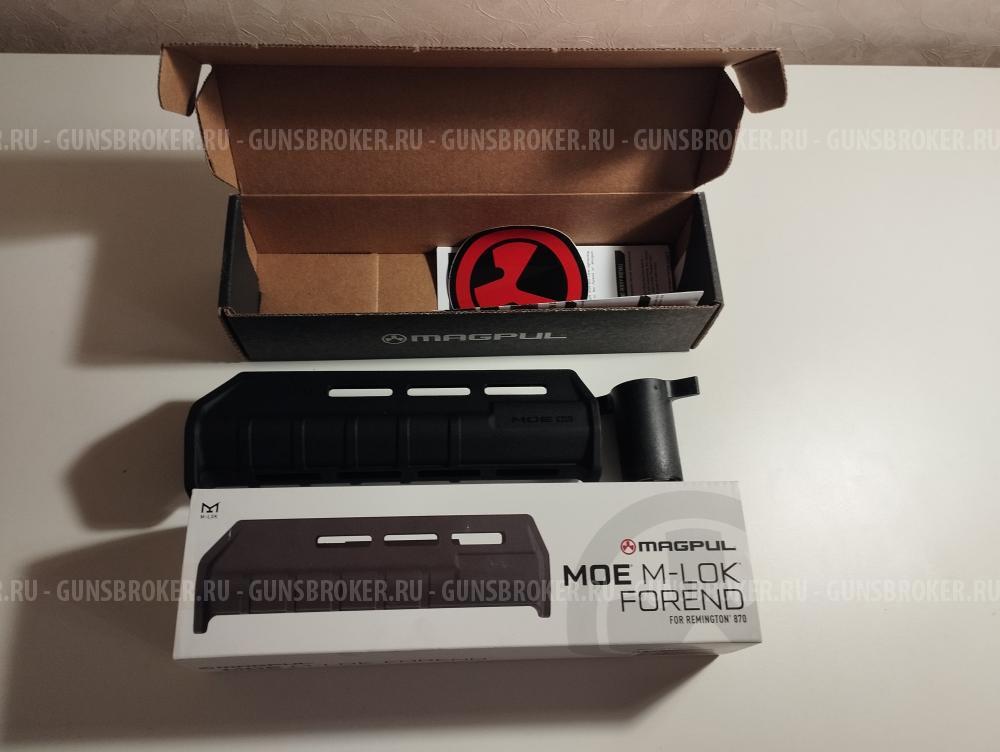 .RU - GUNSBROKER.RU - GUNSBROKER.RU - GUNSBROKER.RU - GUNSBROKER.RU - GUNSBROKER.RU
MAGPUL
MOE
M-LOK
MAGPUL
MOE M-LOK
FOREND
FOR REMINGTON® 870
.RU - GUNSBROKER.RU - GUNSBROKER.RU - GUNSBROKER.RU - GUNSBROKER.RU - GUNSBROKER.RU
MAGPUL